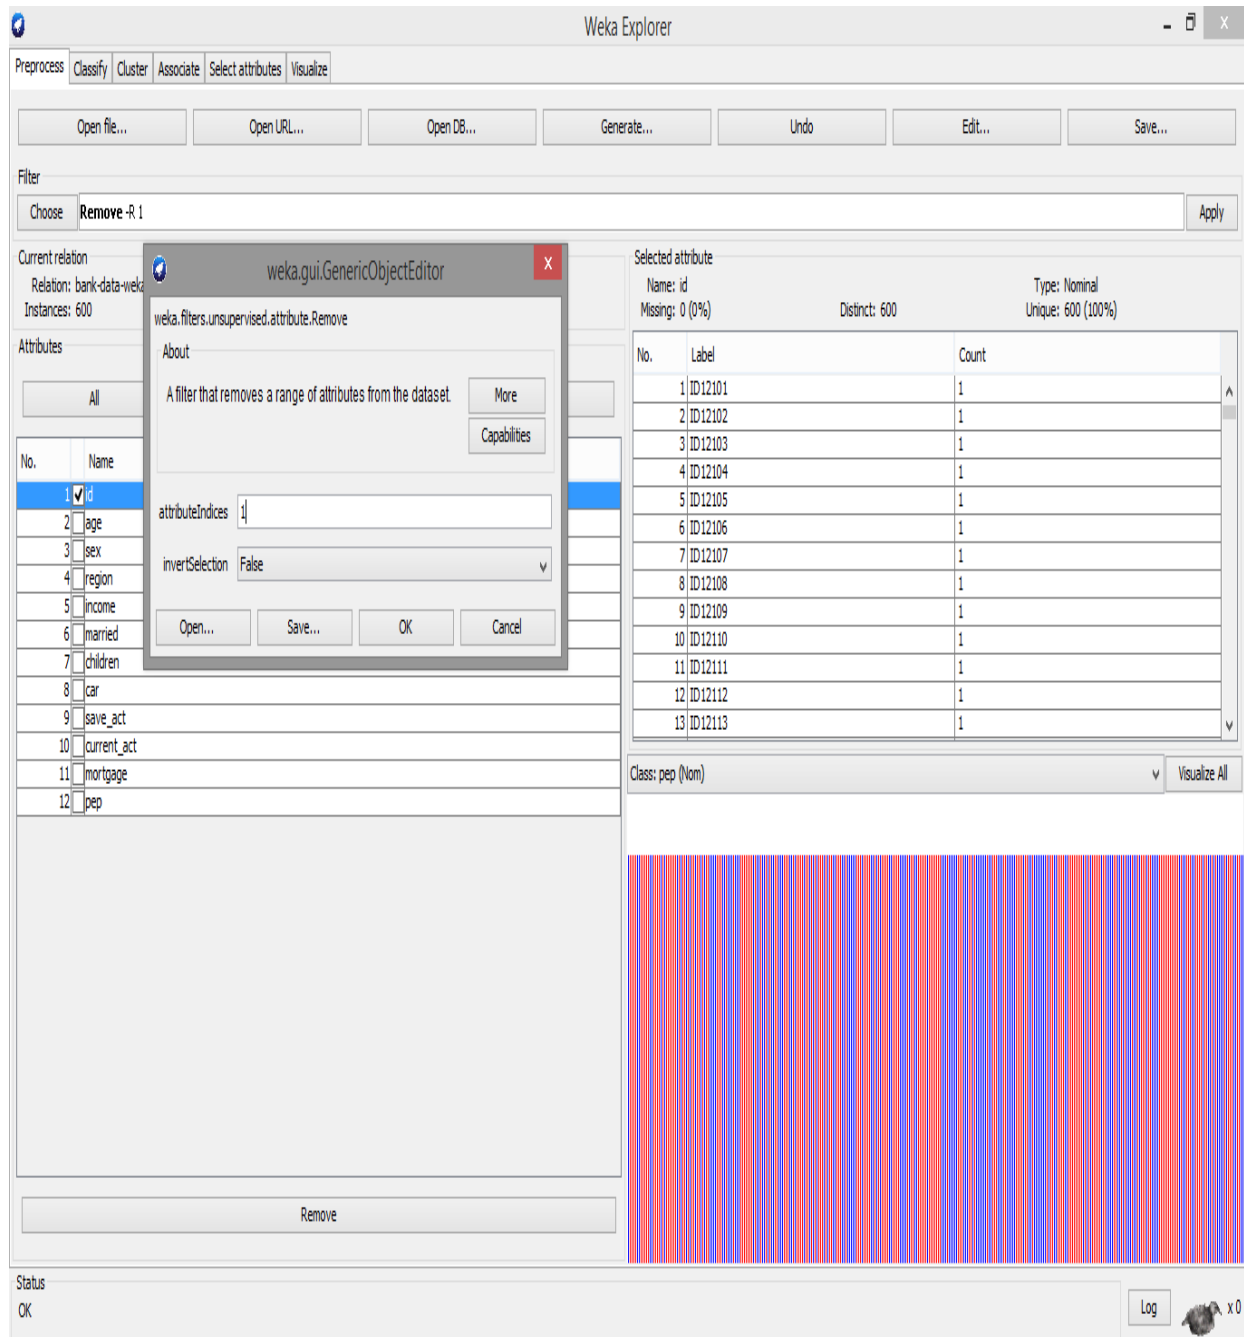 Weka Explorer
Preprocess Classify Cluster Associate Select attributes Visualize
Open file... Open URL... Open DB... Generate... Undo Edit... Save...
Filter
Choose Remove -R 1 Apply
Current relation
Relation: bank-data-weka
Instances: 600
Attributes
All
No. Name
1 id
2 age
3 sex
4 region
5 income
6 married
7 children
8 car
9 save_act
10 current_act
11 mortgage
12 pep
Remove
weka.gui.GenericObjectEditor X
weka.filters.unsupervised.attribute.Remove
About
A filter that removes a range of attributes from the dataset. More
Capabilities
attributeIndices 1
invertSelection False
Open... Save... OK Cancel
Selected attribute
Name: id Type: Nominal
Missing: 0 (0%) Distinct: 600 Unique: 600 (100%)
No. Label Count
1 ID12101 1
2 ID12102 1
3 ID12103 1
4 ID12104 1
5 ID12105 1
6 ID12106 1
7 ID12107 1
8 ID12108 1
9 ID12109 1
10 ID12110 1
11 ID12111 1
12 ID12112 1
13 ID12113 1
Class: pep (Nom) Visualize All
Status
OK Log x 0